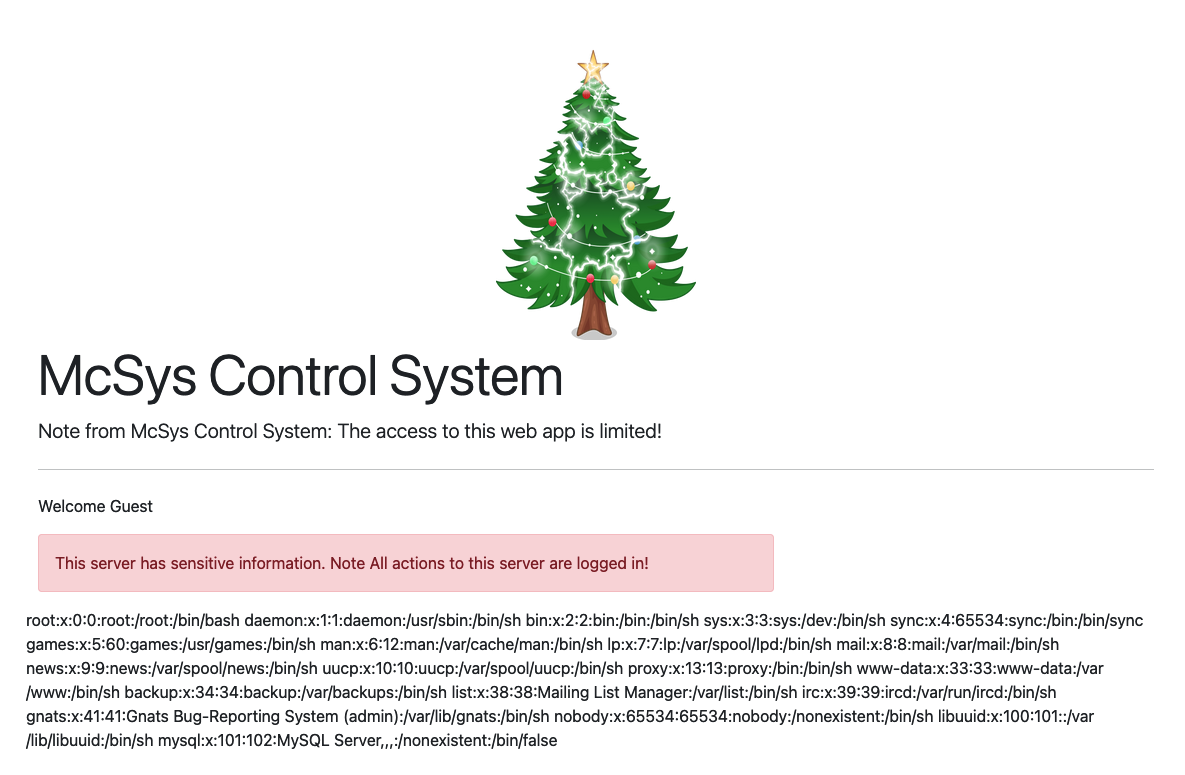 McSys Control System
Note from McSys Control System: The access to this web app is limited!
Welcome Guest
This server has sensitive information. Note All actions to this server are logged in!
root:x:0:0:root:/root:/bin/bash daemon:x:1:1:daemon:/usr/sbin:/bin/sh bin:x:2:2:bin:/bin:/bin/sh sys:x:3:3:sys:/dev:/bin/sh sync:x:4:65534:sync:/bin:/bin/sync
games:x:5:60:games:/usr/games:/bin/sh man:x:6:12:man:/var/cache/man:/bin/sh lp:x:7:7:lp:/var/spool/lpd:/bin/sh mail:x:8:8:mail:/var/mail:/bin/sh
news:x:9:9:news:/var/spool/news:/bin/sh uucp:x:10:10:uucp:/var/spool/uucp:/bin/sh proxy:x:13:13:proxy:/bin:/bin/sh www-data:x:33:33:www-data:/var
/www:/bin/sh backup:x:34:34:backup:/var/backups:/bin/sh list:x:38:38:Mailing List Manager:/var/list:/bin/sh irc:x:39:39:ircd:/var/run/ircd:/bin/sh
gnats:x:41:41:Gnats Bug-Reporting System (admin):/var/lib/gnats:/bin/sh nobody:x:65534:65534:nobody:/nonexistent:/bin/sh libuuid:x:100:101::/var
/lib/libuuid:/bin/sh mysql:x:101:102:MySQL Server,,,:/nonexistent:/bin/false